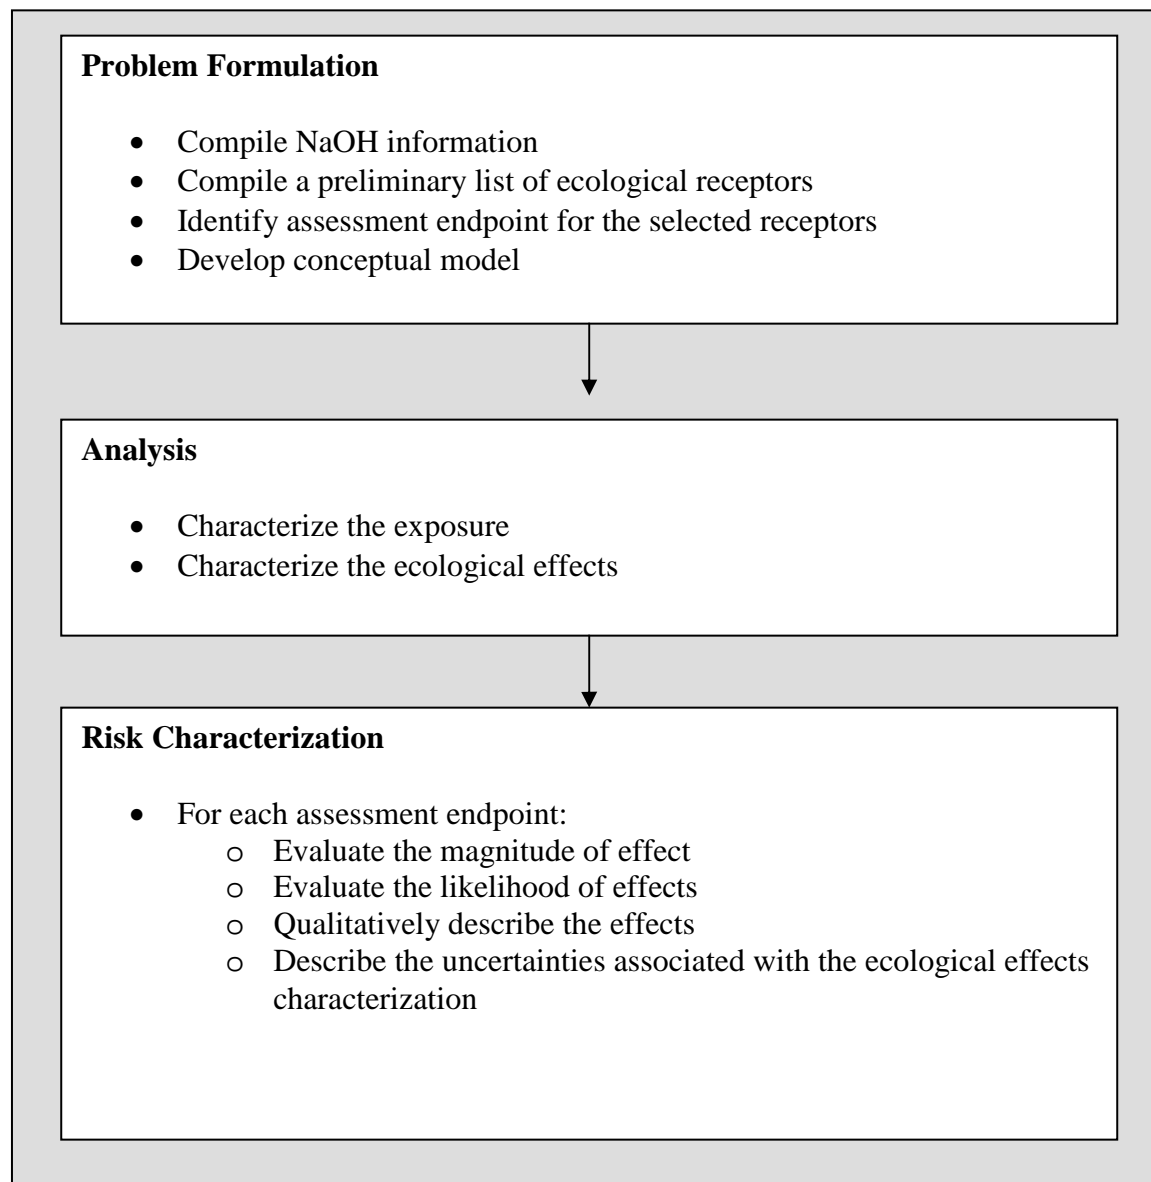 Problem Formulation
• Compile NaOH information
• Compile a preliminary list of ecological receptors
• Identify assessment endpoint for the selected receptors
• Develop conceptual model
Analysis
• Characterize the exposure
• Characterize the ecological effects
Risk Characterization
• For each assessment endpoint:
o Evaluate the magnitude of effect
o Evaluate the likelihood of effects
o Qualitatively describe the effects
o Describe the uncertainties associated with the ecological effects
characterization